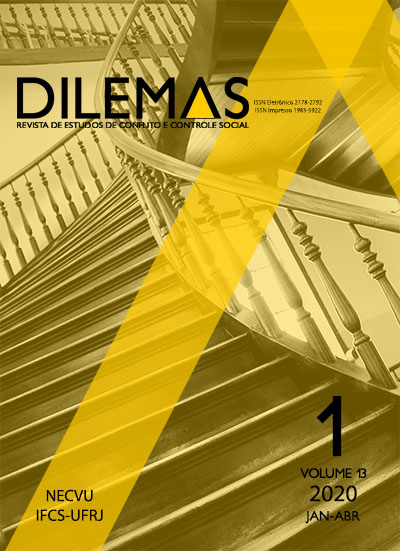 DILEMAS
ISSN Eletrônico 2178-2792
ISSN Impresso 1983-5922
REVISTA DE ESTUDOS DE CONFLITO E CONTROLE SOCIAL
1
VOLUME 13
2020
JAN-ABR
NECVU
IFCS-UFRJ